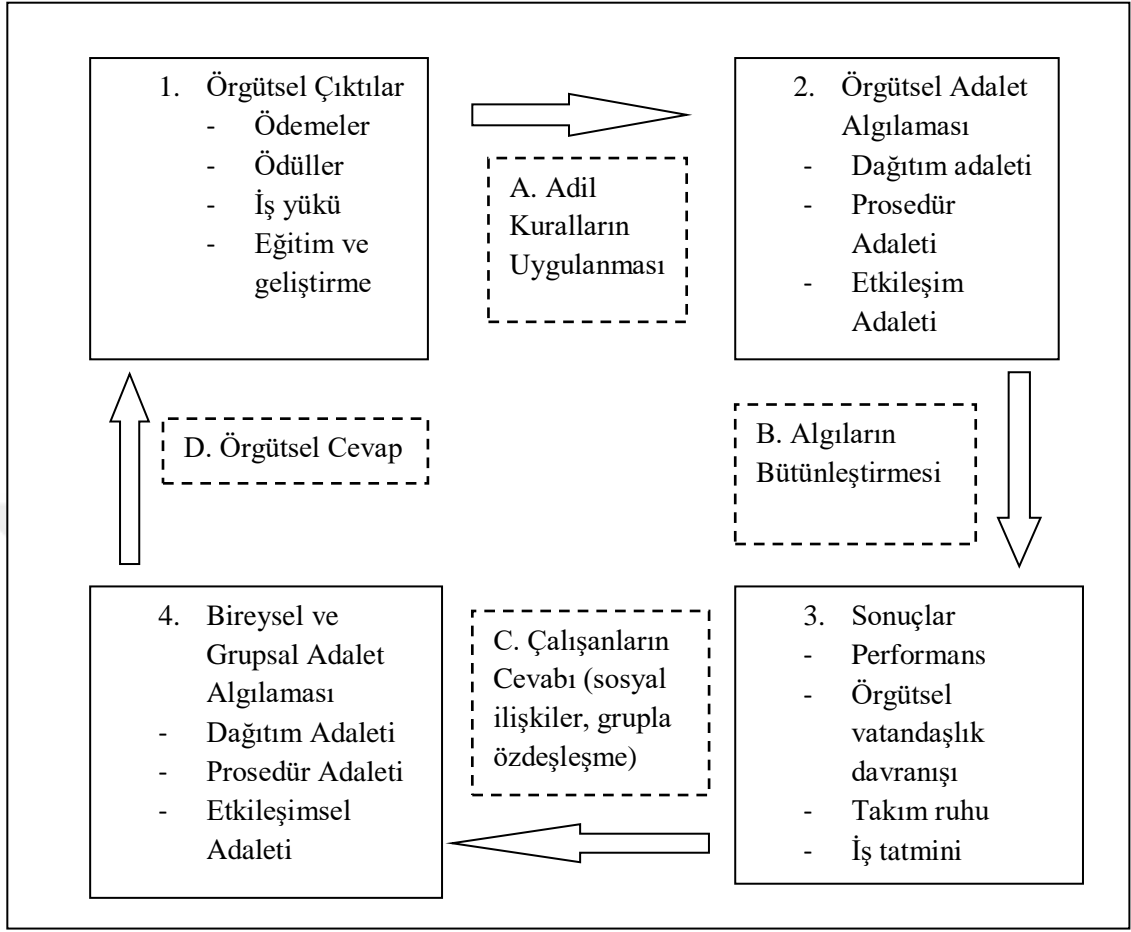 1. Örgütsel Çıktılar
- Ödemeler
- Ödüller
- İş yükü
- Eğitim ve
geliştirme
A. Adil
Kuralların
Uygulanması
2. Örgütsel Adalet
Algılaması
- Dağıtım adaleti
- Prosedür
Adaleti
- Etkileşim
Adaleti
D. Örgütsel Cevap
B. Algıların
Bütünleştirmesi
4. Bireysel ve
Grupsal Adalet
Algılaması
- Dağıtım Adaleti
- Prosedür Adaleti
- Etkileşimsel
Adaleti
C. Çalışanların
Cevabı (sosyal
ilişkiler, grupla
özdeşleşme)
3. Sonuçlar
- Performans
- Örgütsel
vatandaşlık
davranışı
- Takım ruhu
- İş tatmini